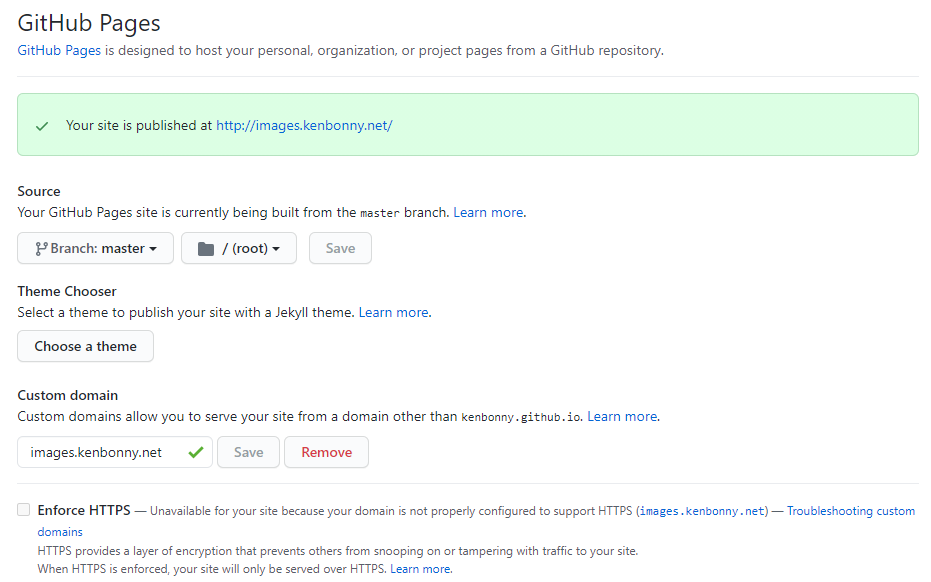 GitHub Pages
GitHub Pages is designed to host your personal, organization, or project pages from a GitHub repository.
Your site is published at http://images.kenbonny.net/
Source
Your GitHub Pages site is currently being built from the master branch. Learn more.
Branch: master
/ (root)
Save
Theme Chooser
Select a theme to publish your site with a Jekyll theme. Learn more.
Choose a theme
Custom domain
Custom domains allow you to serve your site from a domain other than kenbonny.github.io. Learn more.
images.kenbonny.net
Save
Remove
Enforce HTTPS — Unavailable for your site because your domain is not properly configured to support HTTPS (images.kenbonny.net) — Troubleshooting custom
domains
HTTPS provides a layer of encryption that prevents others from snooping on or tampering with traffic to your site.
When HTTPS is enforced, your site will only be served over HTTPS. Learn more.